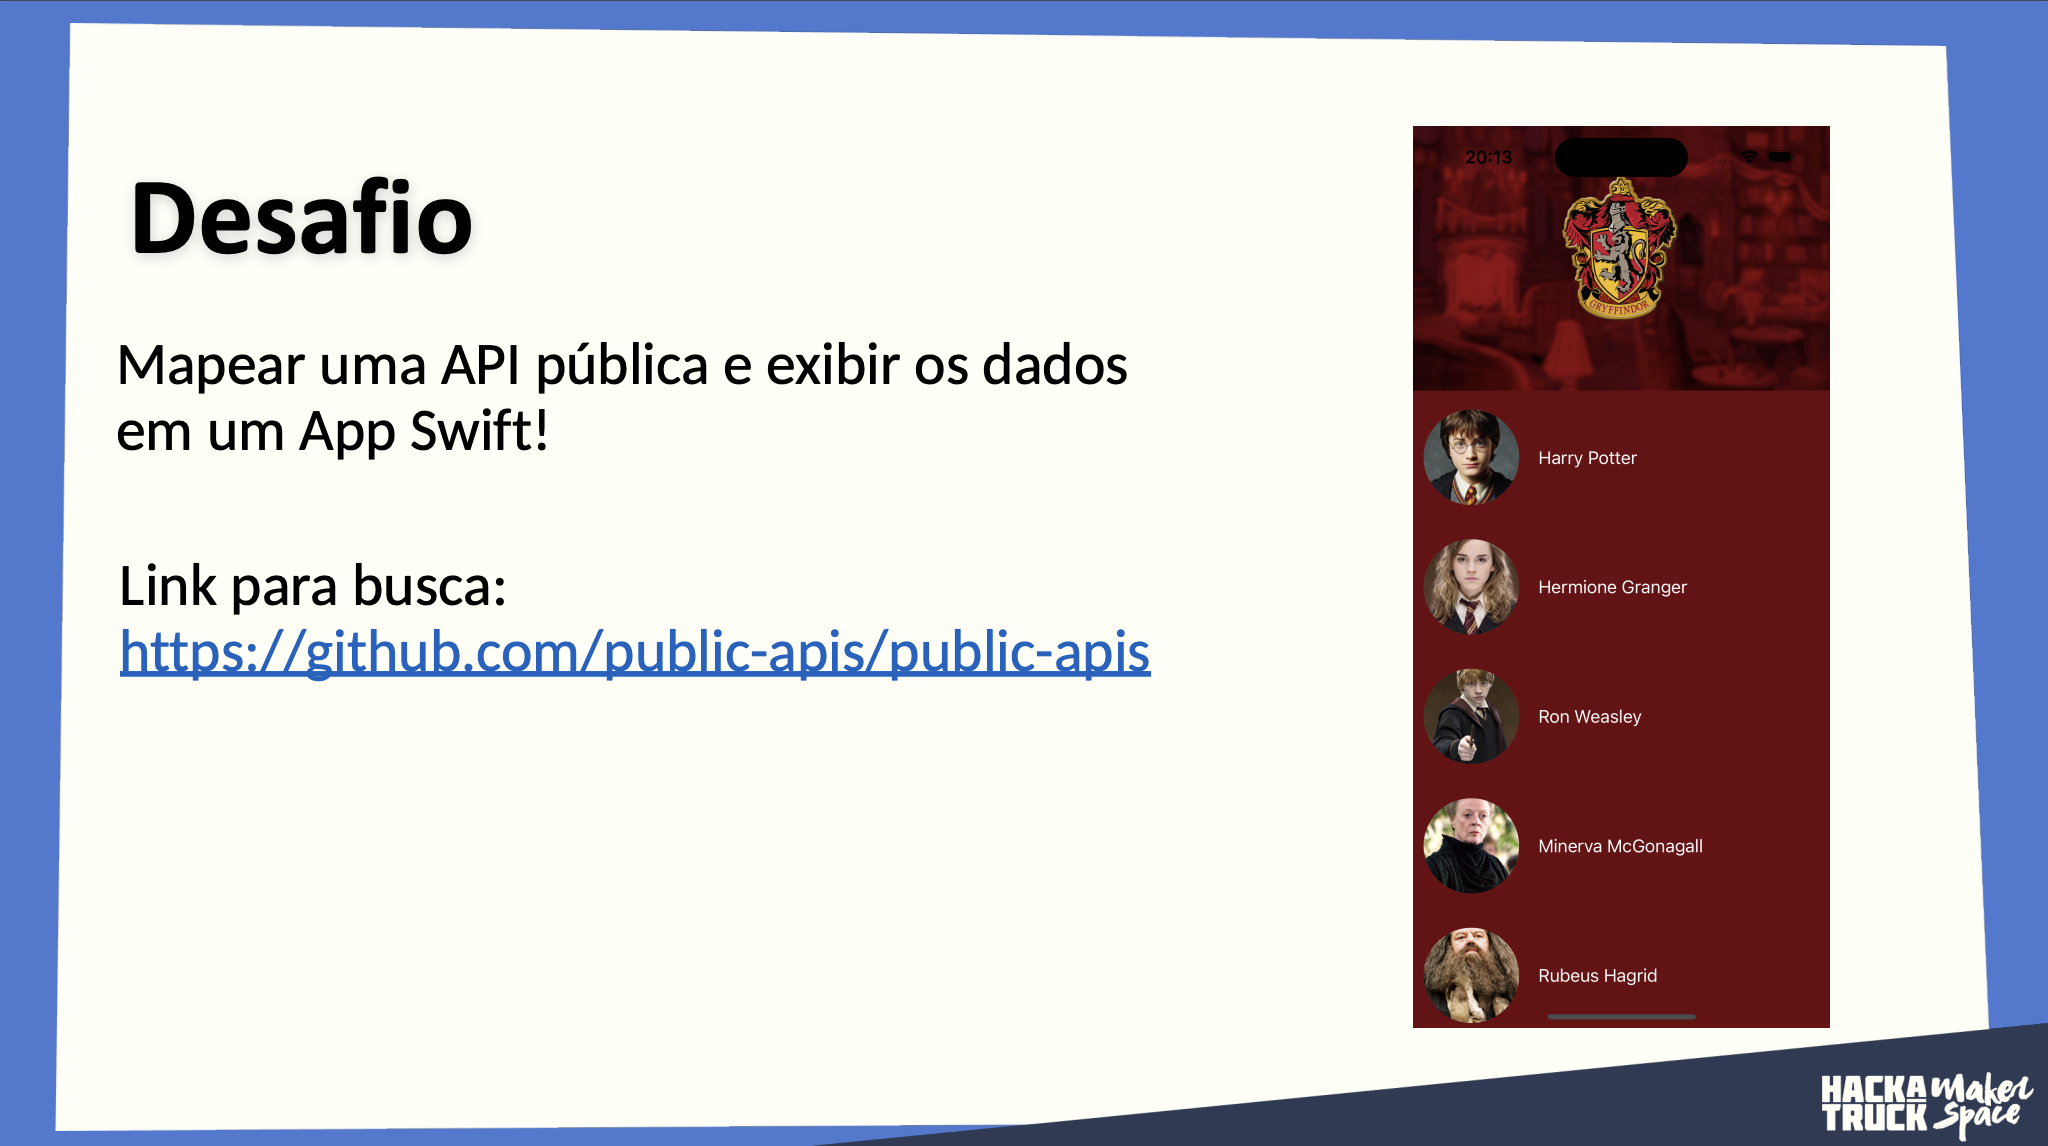 Desafio
Mapear uma API pública e exibir os dados
em um App Swift!
Link para busca:
https://github.com/public-apis/public-apis
20:13
GRYFFINDOR
Harry Potter
Hermione Granger
Ron Weasley
Minerva McGonagall
Rubeus Hagrid
HACKA Maker
TRUCK Space